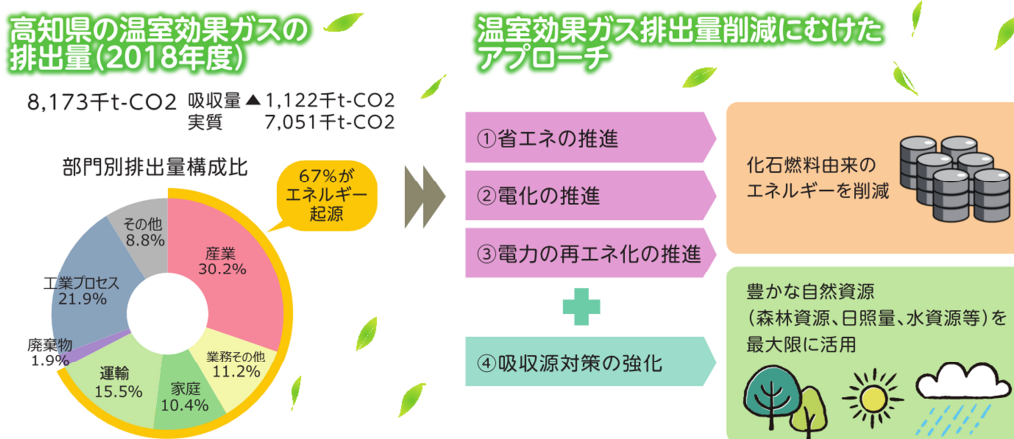 高知県の温室効果ガスの
排出量(2018年度)
8,173千t-CO2
吸収量▲1,122千t-CO2
実質 7,051千t-CO2
部門別排出量構成比
67%が
エネルギー
起源
産業
30.2%
業務その他
11.2%
家庭
10.4%
運輸
15.5%
廃棄物
1.9%
工業プロセス
21.9%
その他
8.8%
温室効果ガス排出量削減にむけた
アプローチ
①省エネの推進
②電化の推進
③電力の再エネ化の推進
④吸収源対策の強化
化石燃料由来の
エネルギーを削減
豊かな自然資源
(森林資源、日照量、水資源等)を
最大限に活用